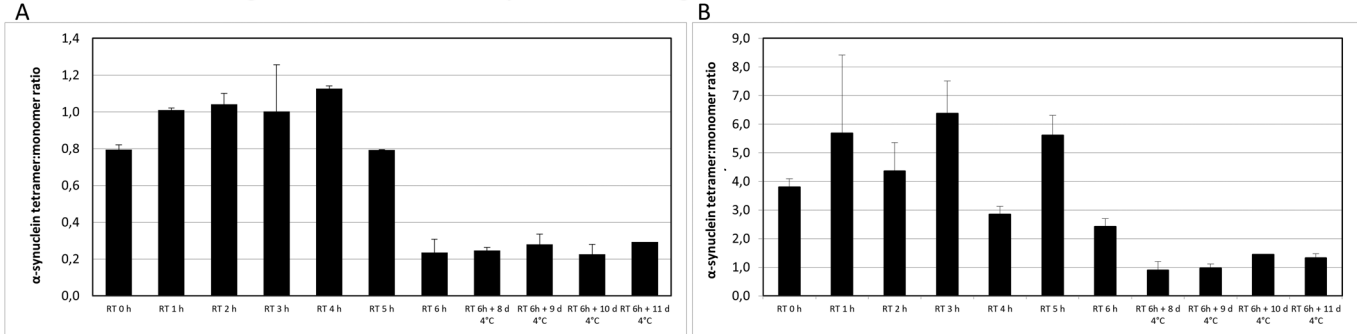 A
α-synuclein tetramer:monomer ratio
1,4
1,2
1,0
0,8
0,6
0,4
0,2
0,0
RT 0 h RT 1 h RT 2 h RT 3 h RT 4 h RT 5 h RT 6 h RT 6h + 8 d RT 6h + 9 d RT 6h + 10 d RT 6h + 11 d
4°C 4°C 4°C 4°C
B
α-synuclein tetramer:monomer ratio
9,0
8,0
7,0
6,0
5,0
4,0
3,0
2,0
1,0
0,0
RT 0 h RT 1 h RT 2 h RT 3 h RT 4 h RT 5 h RT 6 h RT 6h + 8 d RT 6h + 9 d RT 6h + 10 d RT 6h + 11 d
4°C 4°C 4°C 4°C